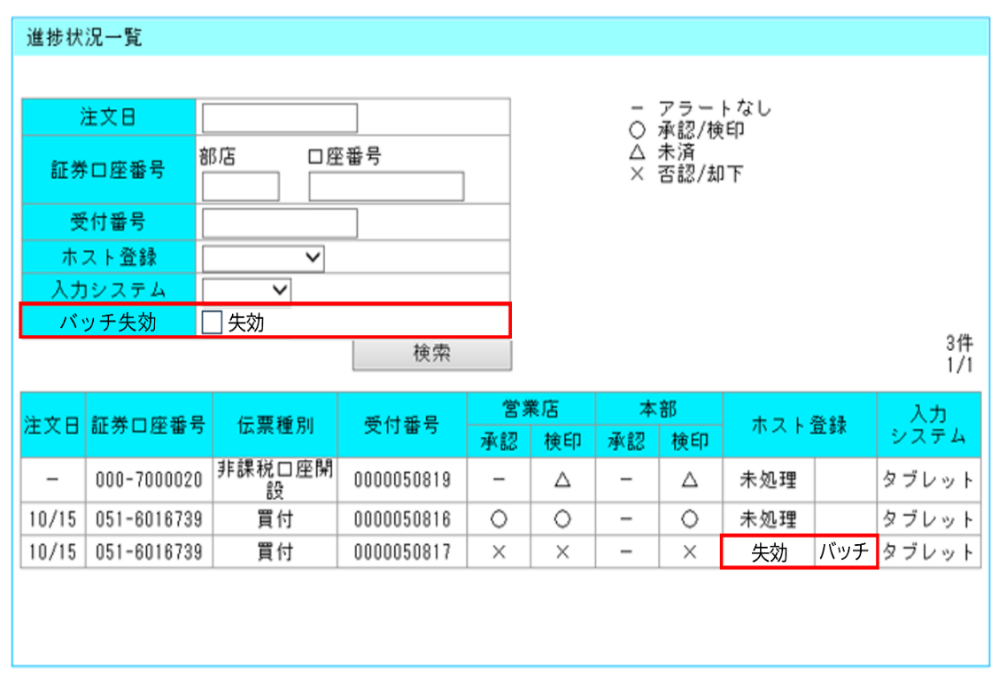 進捗状況一覧
注文日
－ アラートなし
○ 承認/検印
△ 未済
× 否認/却下
証券口座番号 部店 口座番号
受付番号
ホスト登録
入力システム
バッチ失効 失効
検索
3件
1/1
注文日 証券口座番号 伝票種別 受付番号 営業店 本部 ホスト登録 入力
システム
承認 検印 承認 検印
－ 000-7000020 非課税口座開
設 0000050819 － △ － △ 未処理 タブレット
10/15 051-6016739 買付 0000050816 ○ ○ － ○ 未処理 タブレット
10/15 051-6016739 買付 0000050817 × × － × 失効 バッチ タブレット